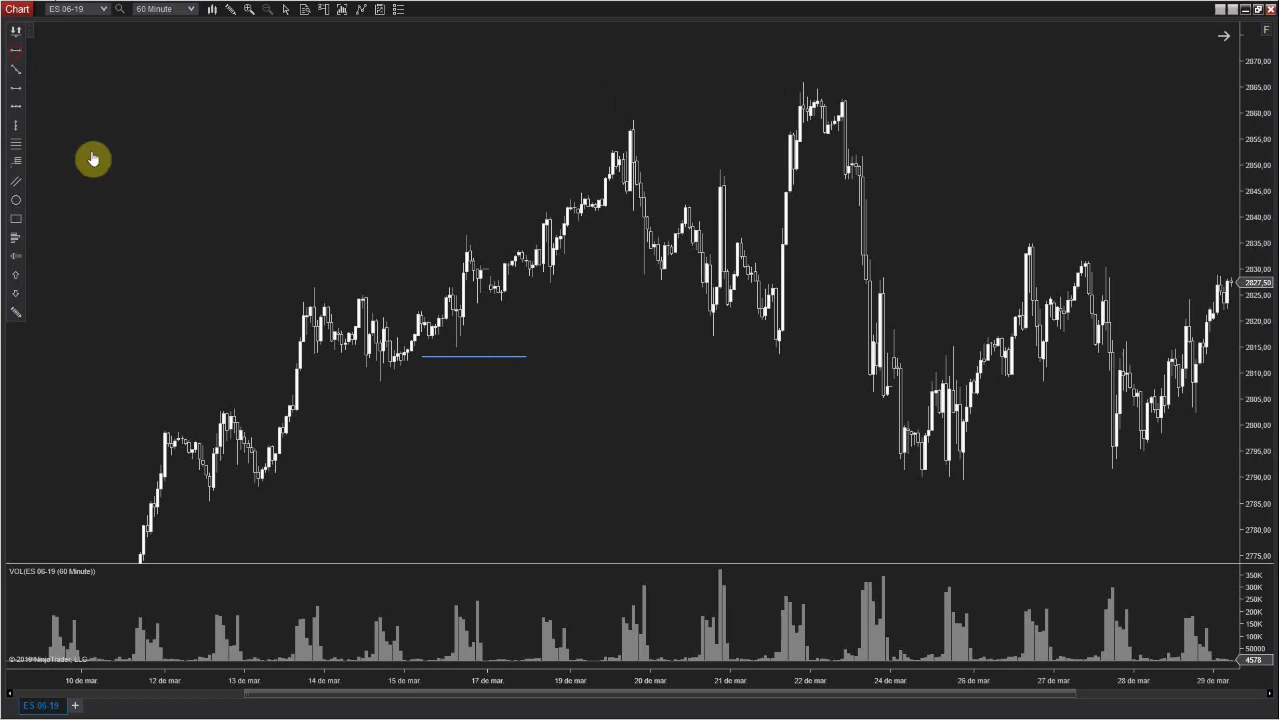 Chart ES 06-19 60 Minute
F
2870,00
2865,00
2860,00
2855,00
2850,00
2845,00
2840,00
2835,00
2830,00
2827,50
2825,00
2820,00
2815,00
2810,00
2805,00
2800,00
2795,00
2790,00
2785,00
2780,00
2775,00
VOL(ES 06-19 (60 Minute))
350K
300K
250K
200K
150K
100K
50000
4578
© 2019 NinjaTrader, LLC
10 de mar. 12 de mar. 13 de mar. 14 de mar. 15 de mar. 17 de mar. 19 de mar. 20 de mar. 21 de mar. 22 de mar. 24 de mar. 26 de mar. 27 de mar. 28 de mar. 29 de mar.
ES 06-19 +